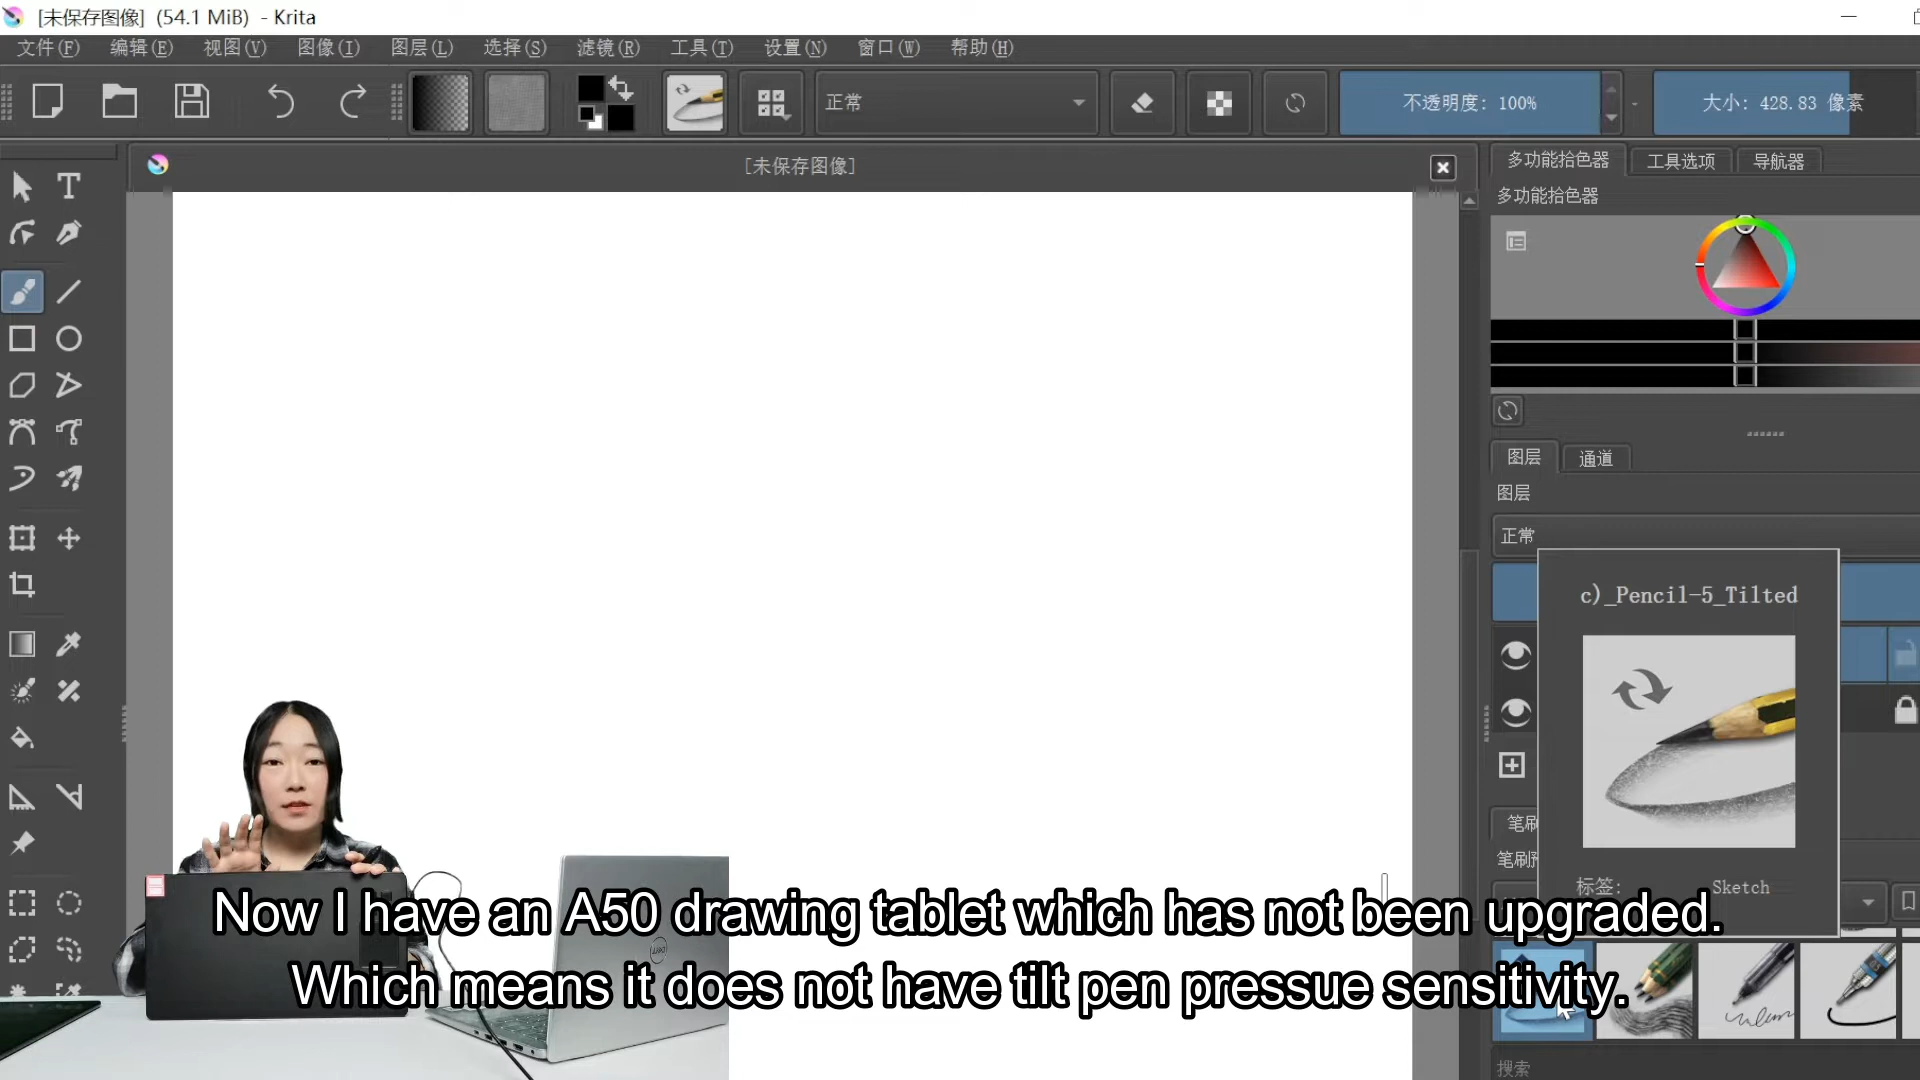 [未保存图像] (54.1 MiB) - Krita
文件(F) 编辑(E) 视图(V) 图像(I) 图层(L) 选择(S) 滤镜(R) 工具(T) 设置(N) 窗口(W) 帮助(H)
正常
不透明度: 100%
大小: 428.83 像素
[未保存图像]
多功能拾色器 工具选项 导航器
多功能拾色器
图层 通道
图层
正常
c)_Pencil-5_Tilted
笔刷
笔刷
标签: Sketch
Now I have an A50 drawing tablet which has not been upgraded.
Which means it does not have tilt pen pressue sensitivity.
搜索
DELL